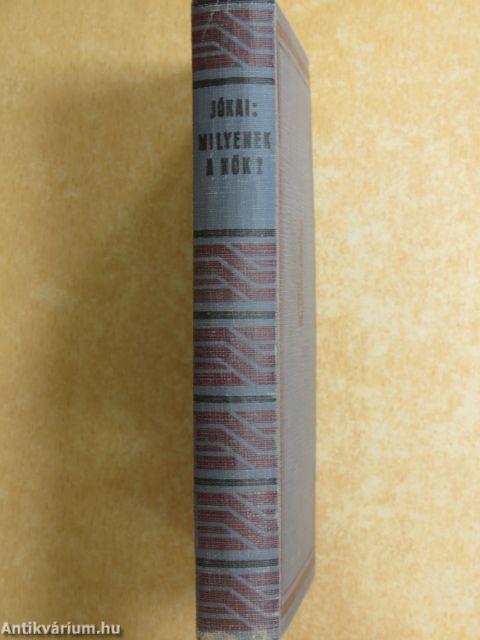 JÓKAI:
MILYENEK
A NŐK?
Antikvárium.hu